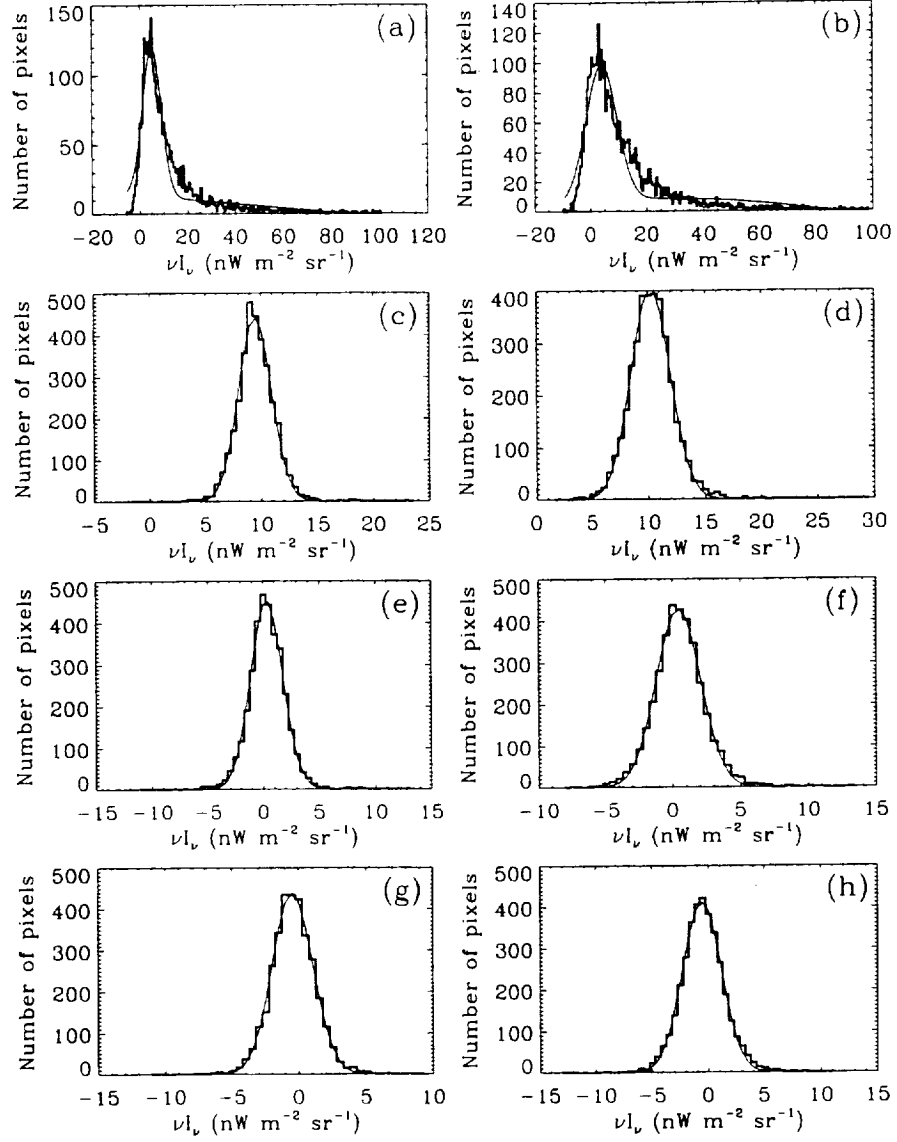 (a)
Number of pixels
150
100
50
0
-20 0 20 40 60 80 100 120
νIν (nW m⁻² sr⁻¹)
(b)
Number of pixels
140
120
100
80
60
40
20
0
-20 0 20 40 60 80 100
νIν (nW m⁻² sr⁻¹)
(c)
Number of pixels
500
400
300
200
100
0
-5 0 5 10 15 20 25
νIν (nW m⁻² sr⁻¹)
(d)
Number of pixels
400
300
200
100
0
0 5 10 15 20 25 30
νIν (nW m⁻² sr⁻¹)
(e)
Number of pixels
500
400
300
200
100
0
-15 -10 -5 0 5 10 15
νIν (nW m⁻² sr⁻¹)
(f)
Number of pixels
500
400
300
200
100
0
-10 -5 0 5 10 15
νIν (nW m⁻² sr⁻¹)
(g)
Number of pixels
500
400
300
200
100
0
-15 -10 -5 0 5 10
νIν (nW m⁻² sr⁻¹)
(h)
Number of pixels
500
400
300
200
100
0
-15 -10 -5 0 5 10 15
νIν (nW m⁻² sr⁻¹)